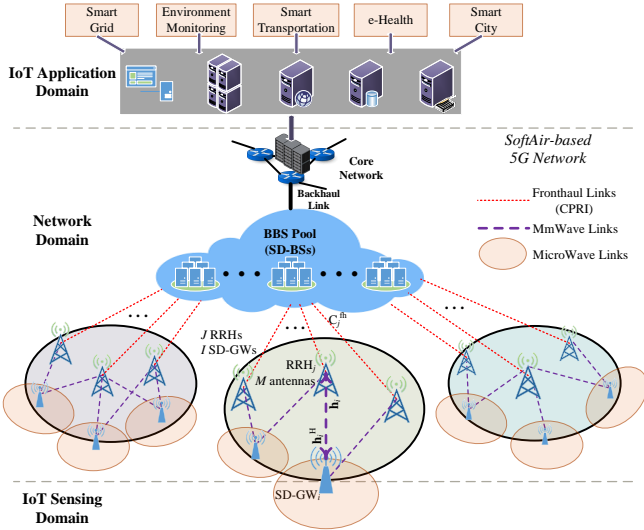 Smart
Grid
Environment
Monitoring
Smart
Transportation
e-Health
Smart
City
IoT Application
Domain
SoftAir-based
5G Network
Core
Network
Backhaul
Link
Fronthaul Links
(CPRI)
MmWave Links
MicroWave Links
Network
Domain
BBS Pool
(SD-BSs)
• • •
• • •
...
...
...
C_j^fh
J RRHs
I SD-GWs
RRH_j
M antennas
h_i
h_i^H
SD-GW_i
IoT Sensing
Domain